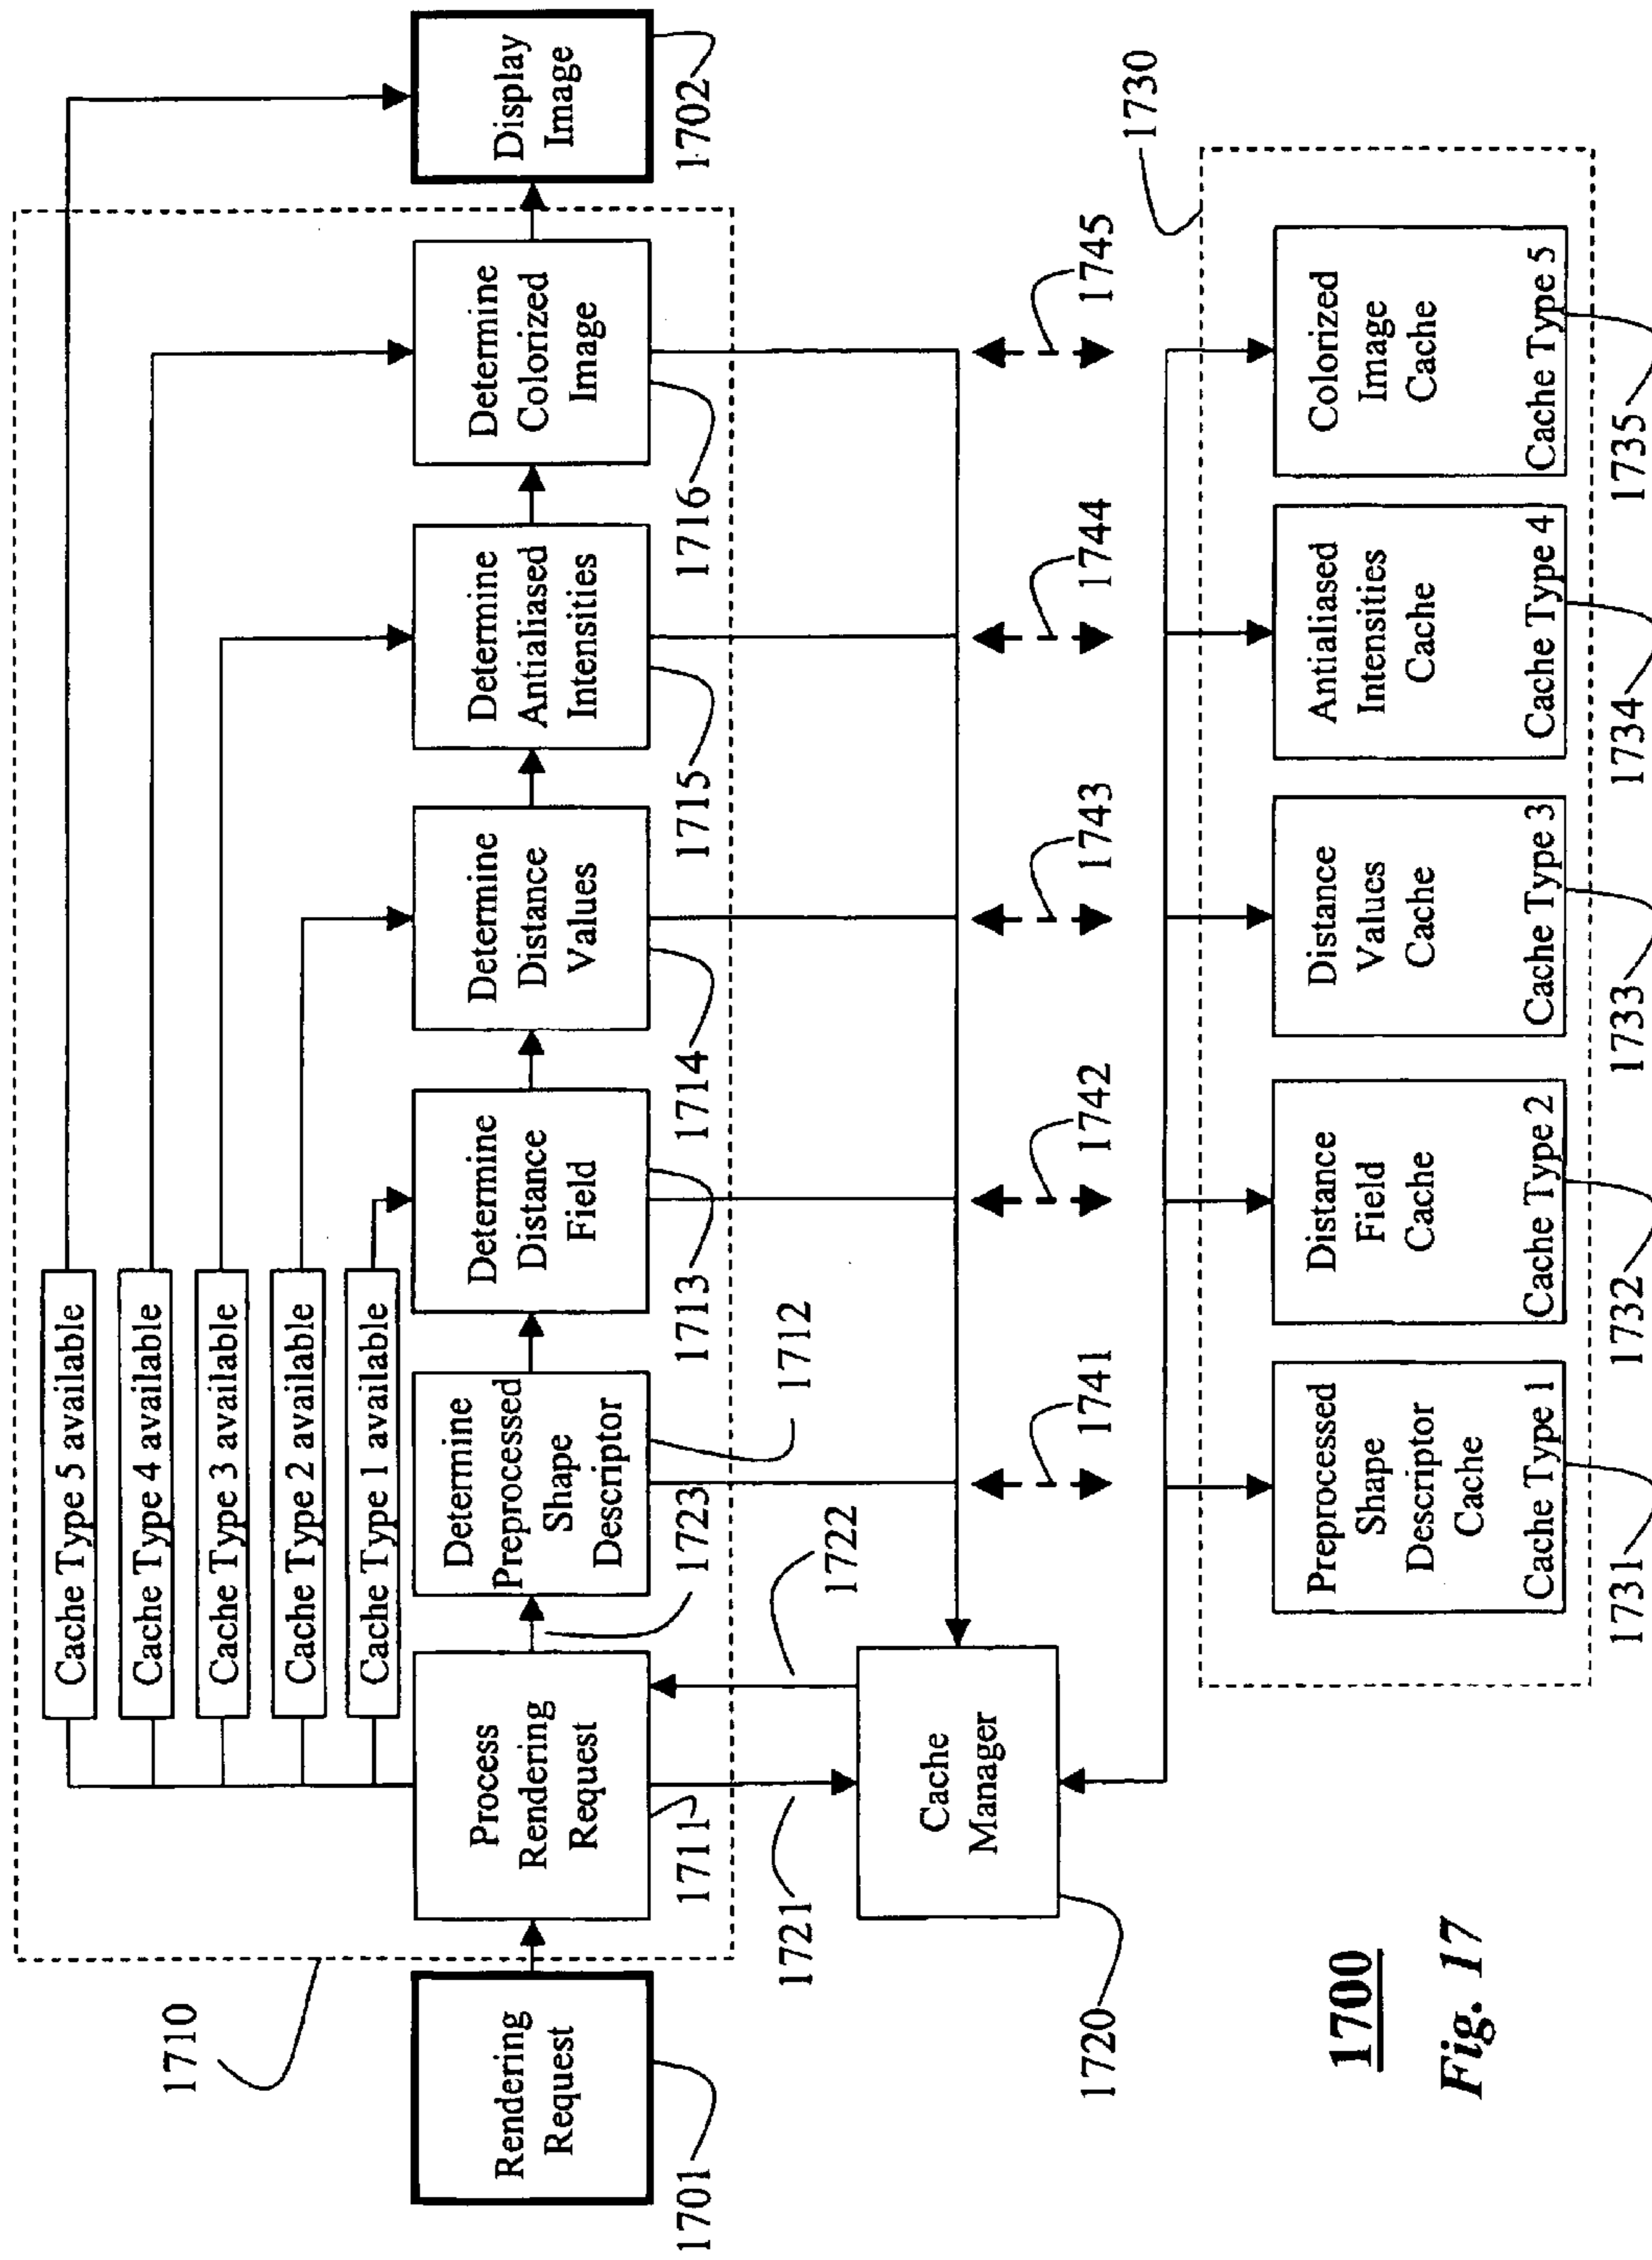 1710
Cache Type 5 available
Cache Type 4 available
Cache Type 3 available
Cache Type 2 available
Cache Type 1 available
Rendering
Request
1701
Process
Rendering
Request
1711
1723
Determine
Preprocessed
Shape
Descriptor
1712
Determine
Distance
Field
1713
Determine
Distance
Values
1714
Determine
Antialiased
Intensities
1715
Determine
Colorized
Image
1716
Display
Image
1702
1721
1722
Cache
Manager
1720
1741
1742
1743
1744
1745
1730
Preprocessed
Shape
Descriptor
Cache
Cache Type 1
1731
Distance
Field
Cache
Cache Type 2
1732
Distance
Values
Cache
Cache Type 3
1733
Antialiased
Intensities
Cache
Cache Type 4
1734
Colorized
Image
Cache
Cache Type 5
1735
1700
Fig. 17